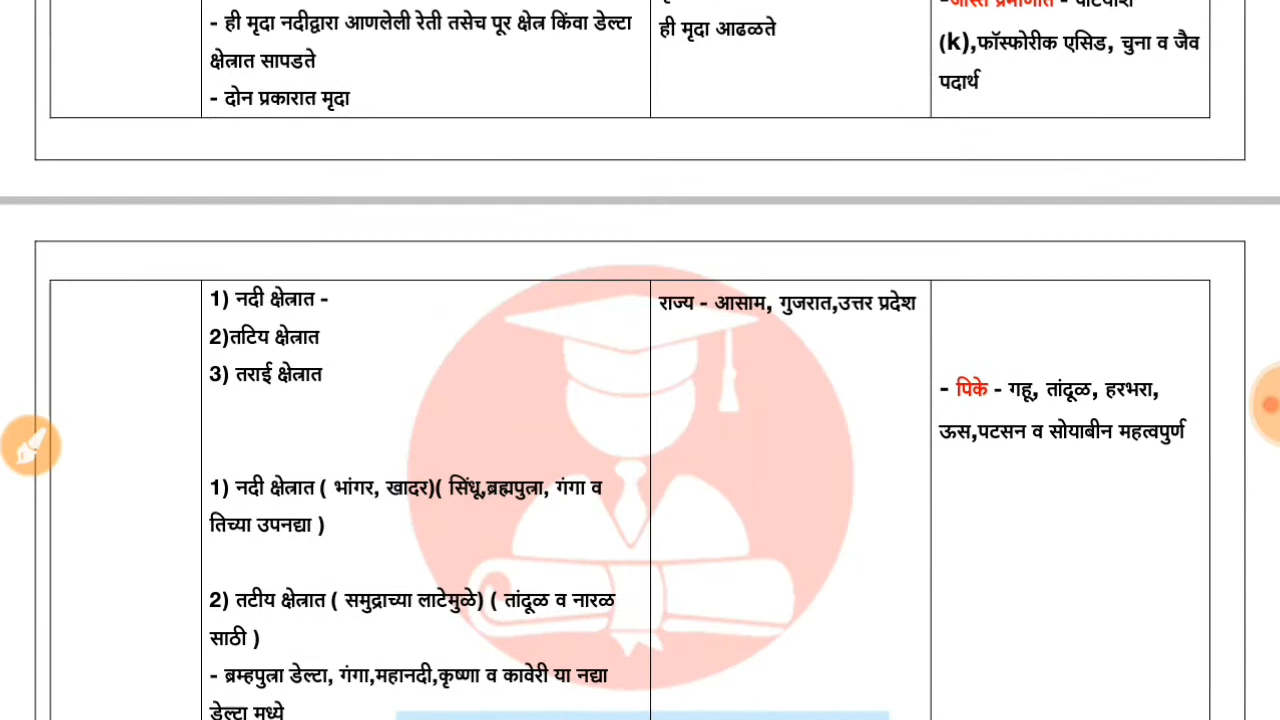 - ही मृदा नदीद्वारा आणलेली रेती तसेच पूर क्षेत्र किंवा डेल्टा
क्षेत्रात सापडते
- दोन प्रकारात मृदा
ही मृदा आढळते
(k),फॉस्फोरीक एसिड, चुना व जैव
पदार्थ
1) नदी क्षेत्रात -
2)तटिय क्षेत्रात
3) तराई क्षेत्रात
1) नदी क्षेत्रात ( भांगर, खादर)( सिंधू,ब्रह्मपुत्रा, गंगा व
तिच्या उपनद्या )
2) तटीय क्षेत्रात ( समुद्राच्या लाटेमुळे) ( तांदूळ व नारळ
साठी )
- ब्रम्हपुत्रा डेल्टा, गंगा,महानदी,कृष्णा व कावेरी या नद्या
डेल्टा मध्ये
राज्य - आसाम, गुजरात,उत्तर प्रदेश
- पिके - गहू, तांदूळ, हरभरा,
ऊस,पटसन व सोयाबीन महत्वपुर्ण